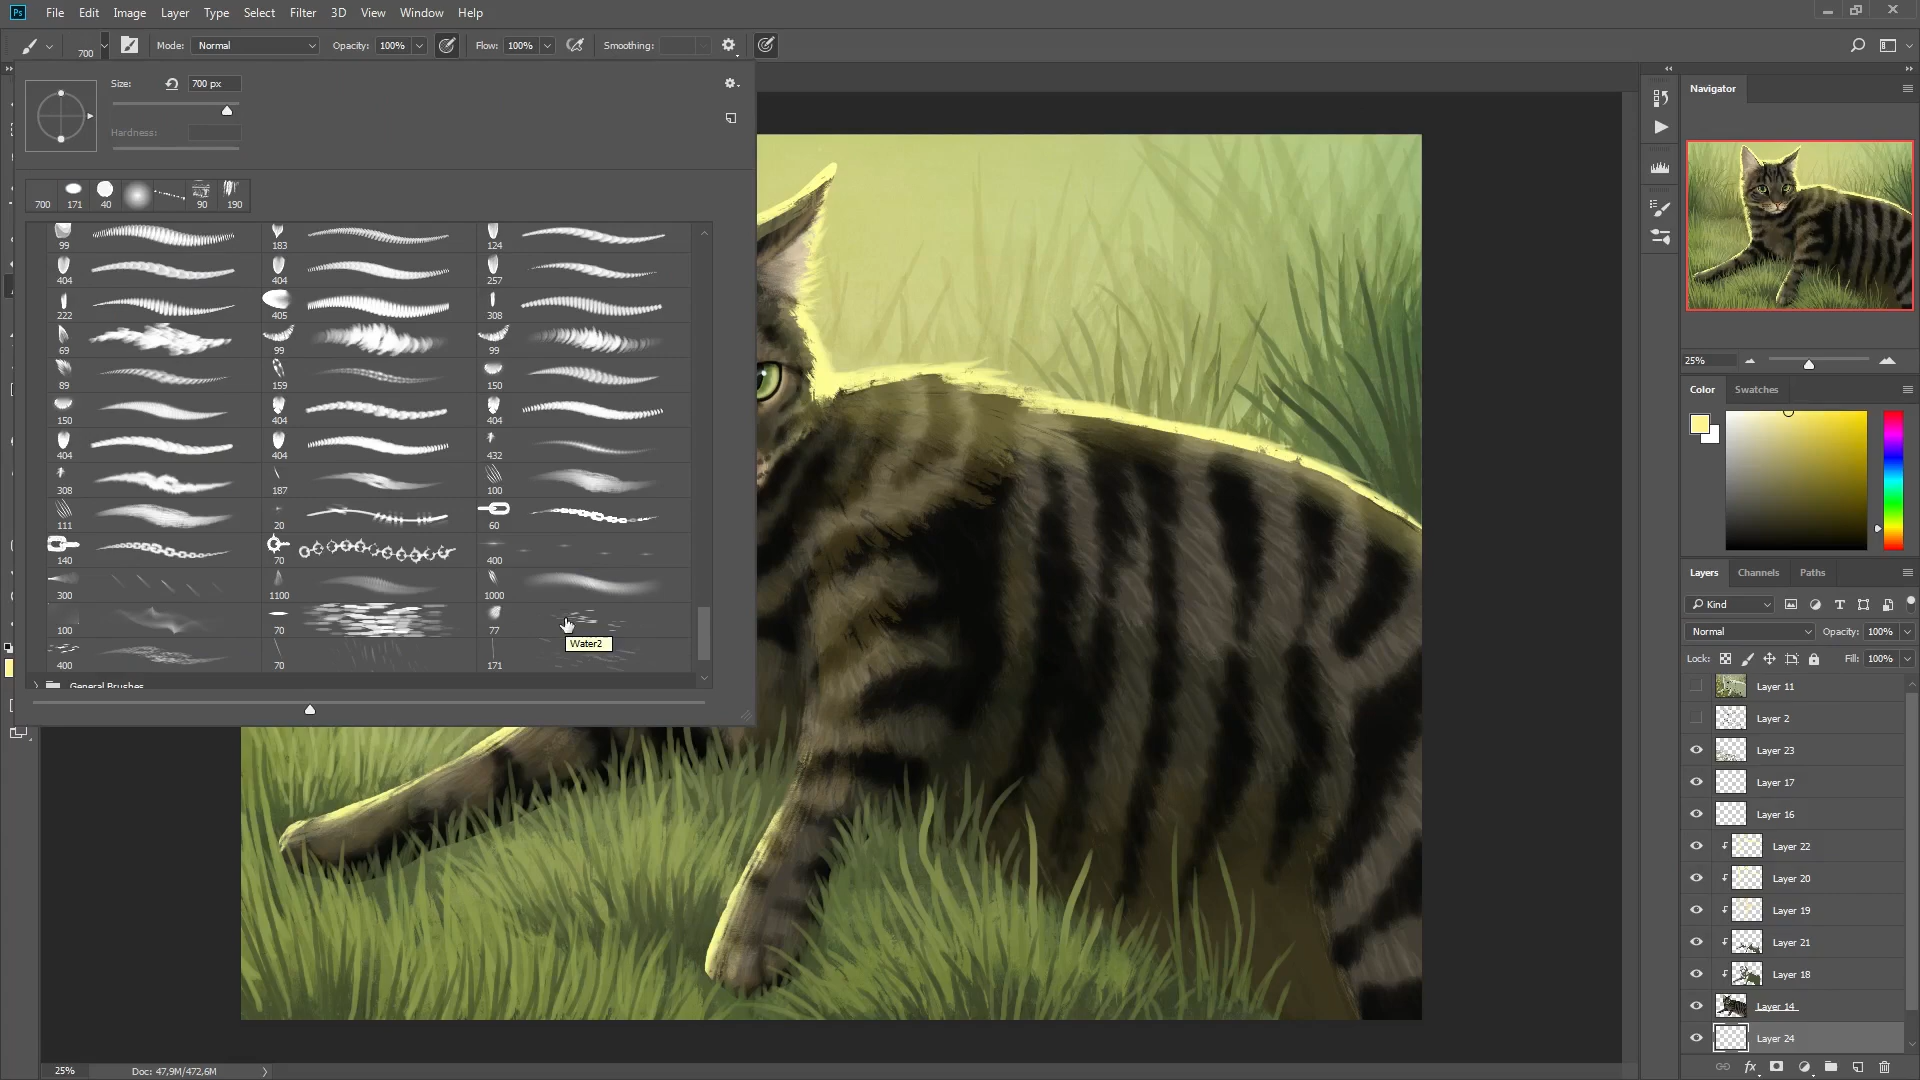 Ps File Edit Image Layer Type Select Filter 3D View Window Help
700 Mode: Normal Opacity: 100% Flow: 100% Smoothing:
Size: 700 px
Hardness:
700 171 40 90 190
99 183 124
404 404 257
222 405 308
69 99 99
89 159 150
150 404 404
404 404 432
308 187 100
111 20 60
140 70 400
300 1100 1000
100 70 77
Water2
400 70 171
General Brushes
Navigator
25%
Color Swatches
Layers Channels Paths
Kind
Normal Opacity: 100%
Lock: Fill: 100%
Layer 11
Layer 2
Layer 23
Layer 17
Layer 16
Layer 22
Layer 20
Layer 19
Layer 21
Layer 18
Layer 14
Layer 24
fx
25% Doc: 47,9M/472,6M